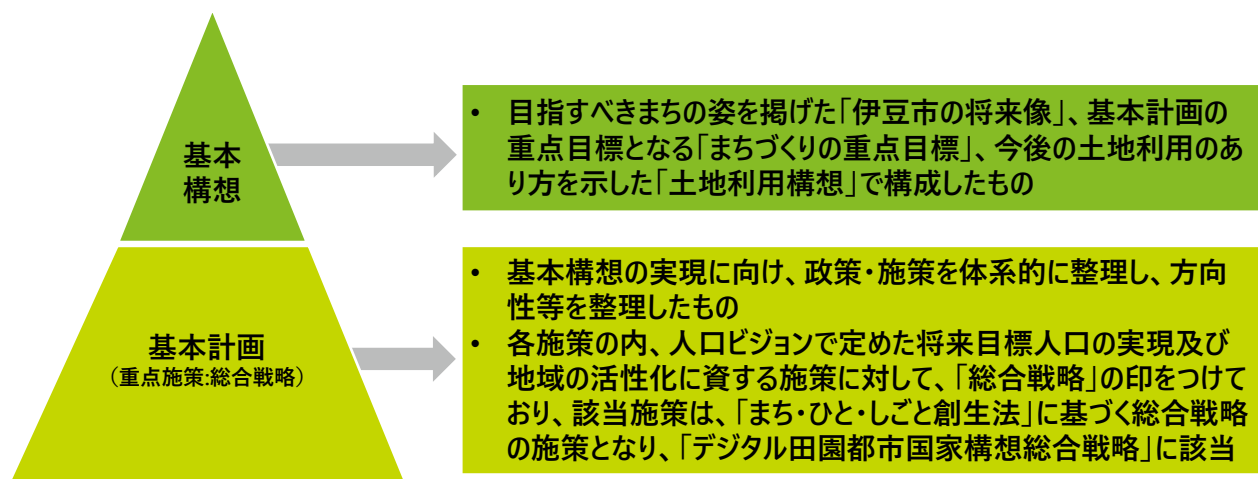 基本
構想
• 目指すべきまちの姿を掲げた「伊豆市の将来像」、基本計画の
重点目標となる「まちづくりの重点目標」、今後の土地利用のあ
り方を示した「土地利用構想」で構成したもの
基本計画
(重点施策:総合戦略)
• 基本構想の実現に向け、政策・施策を体系的に整理し、方向
性等を整理したもの
• 各施策の内、人口ビジョンで定めた将来目標人口の実現及び
地域の活性化に資する施策に対して、「総合戦略」の印をつけて
おり、該当施策は、「まち・ひと・しごと創生法」に基づく総合戦略
の施策となり、「デジタル田園都市国家構想総合戦略」に該当